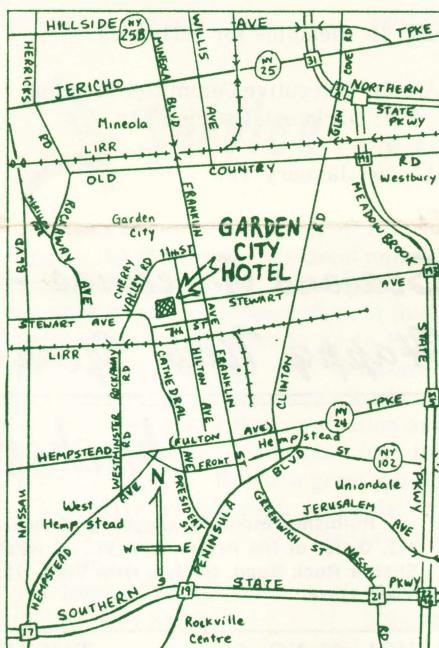 HILLSIDE AVE
NY 25B
WILLIS AVE
TPKE
HERRICKS RD
MINEOLA BLVD
NY 25
31
COVE RD
JERICHO
GLEN
NORTHERN
STATE PKWY
Mineola
LIRR
OLD COUNTRY RD
Westbury
ROCKAWAY AVE
FRANKLIN AVE
Garden City
GARDEN CITY HOTEL
11TH ST
CHERRY VALLEY RD
RD
MEADOWBROOK
BLVD
STEWART AVE
STEWART AVE
7TH ST
LIRR
STATE
ROCKAWAY RD
CATHEDRAL AVE
HILTON AVE
FRANKLIN ST
CLINTON
NY 24
TPKE
WESTMINSTER RD
(FULTON AVE)
Hempstead
HEMPSTEAD
FRONT ST
NY 102
BLVD
Uniondale
PKWY
West Hempstead
NASSAU
HEMPSTEAD AVE
PRESIDENT ST
PENINSULA
GREENWICH ST
JERUSALEM AVE
NASSAU RD
N
W E
S
SOUTHERN STATE PKWY
17
19
21
Rockville Centre